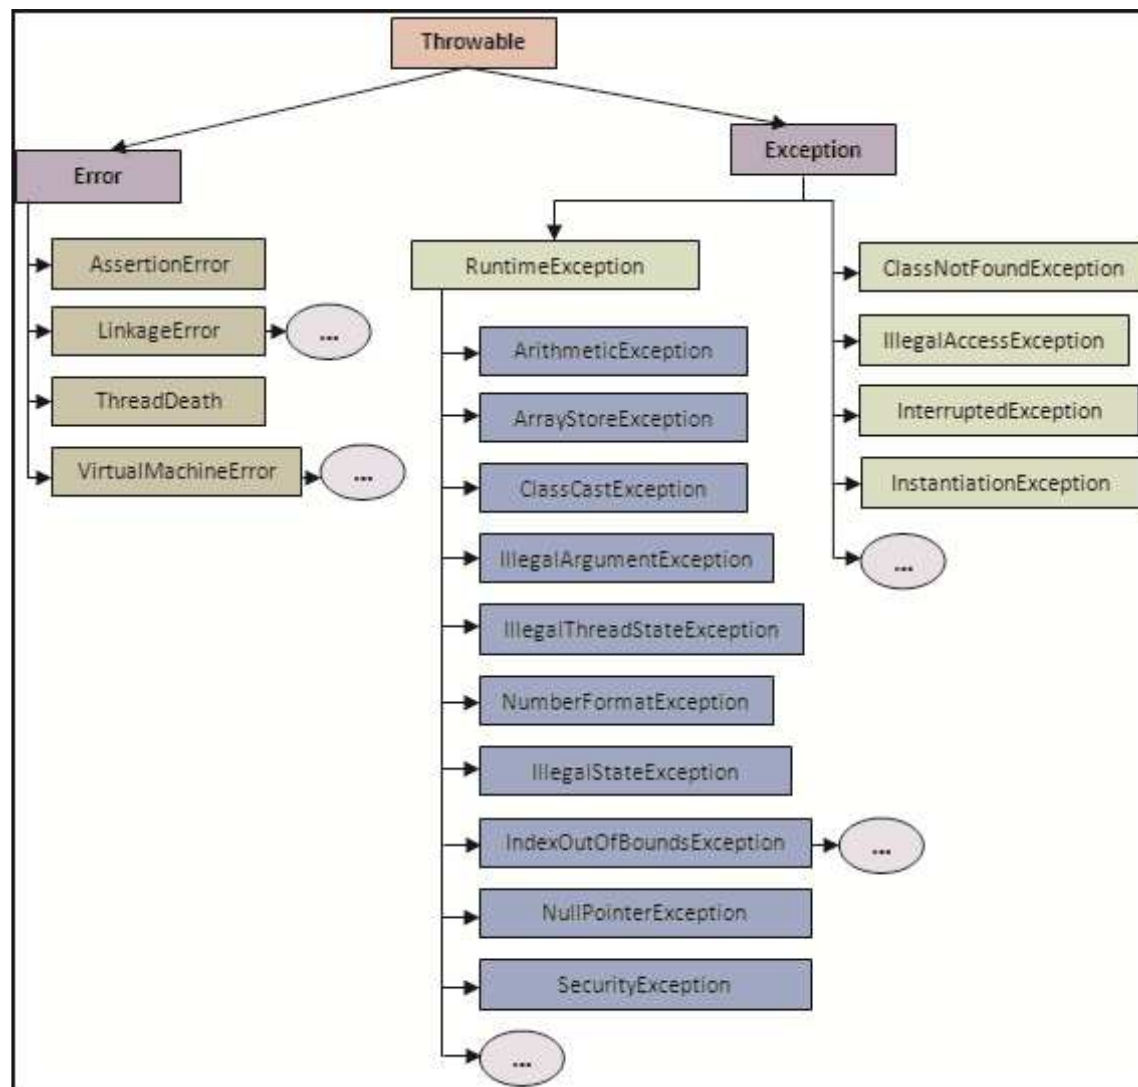 Throwable
Error
Exception
AssertionError
LinkageError
...
ThreadDeath
VirtualMachineError
...
RuntimeException
ArithmeticException
ArrayStoreException
ClassCastException
IllegalArgumentException
IllegalThreadStateException
NumberFormatException
IllegalStateException
IndexOutOfBoundsException
...
NullPointerException
SecurityException
...
ClassNotFoundException
IllegalAccessException
InterruptedException
InstantiationException
...